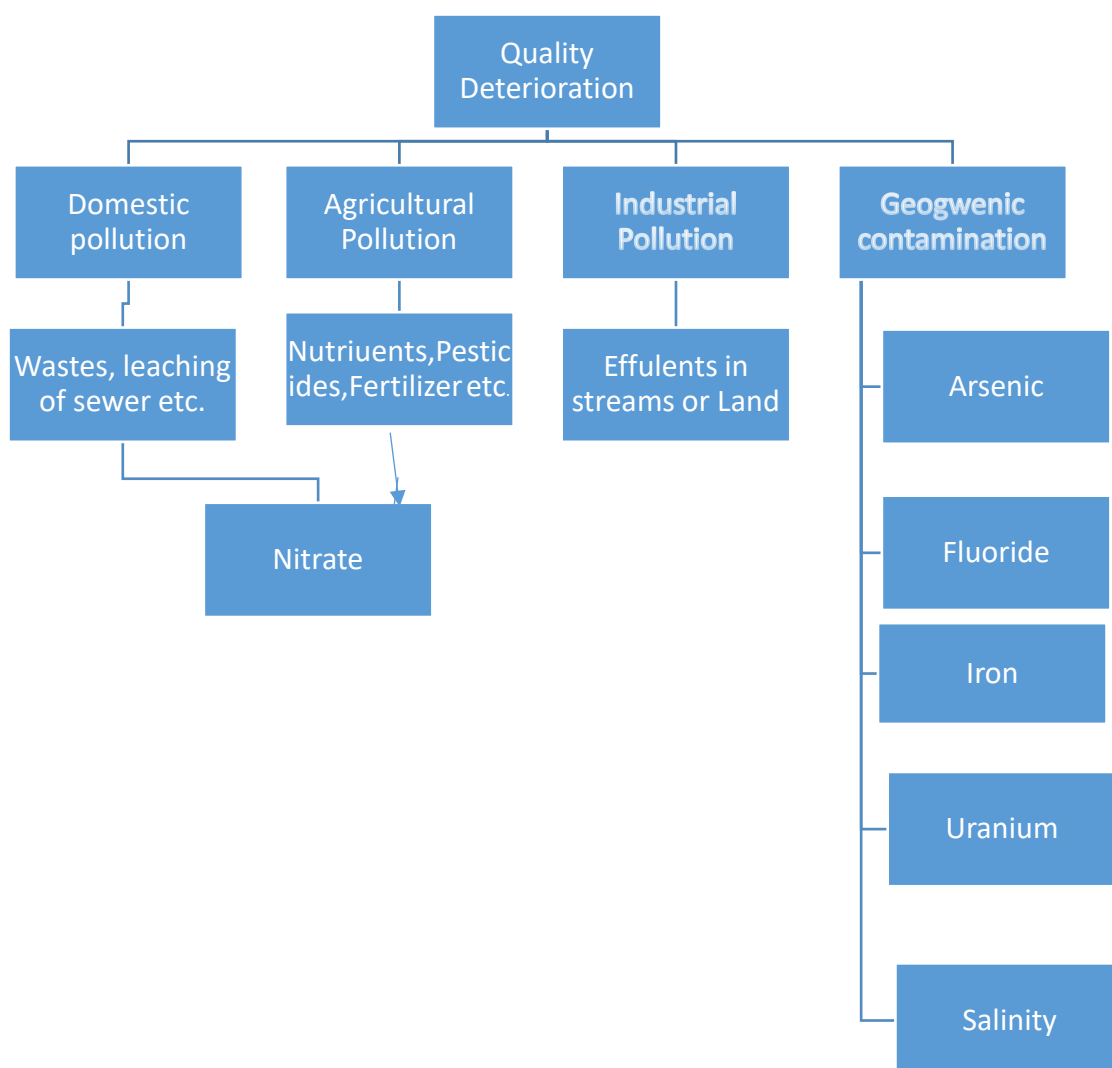 Quality
Deterioration
Domestic
pollution
Agricultural
Pollution
Industrial
Pollution
Geogwenic
contamination
Wastes, leaching
of sewer etc.
Nutriuents,Pestic
ides,Fertilizer etc.
Effulents in
streams or Land
Arsenic
Nitrate
Fluoride
Iron
Uranium
Salinity